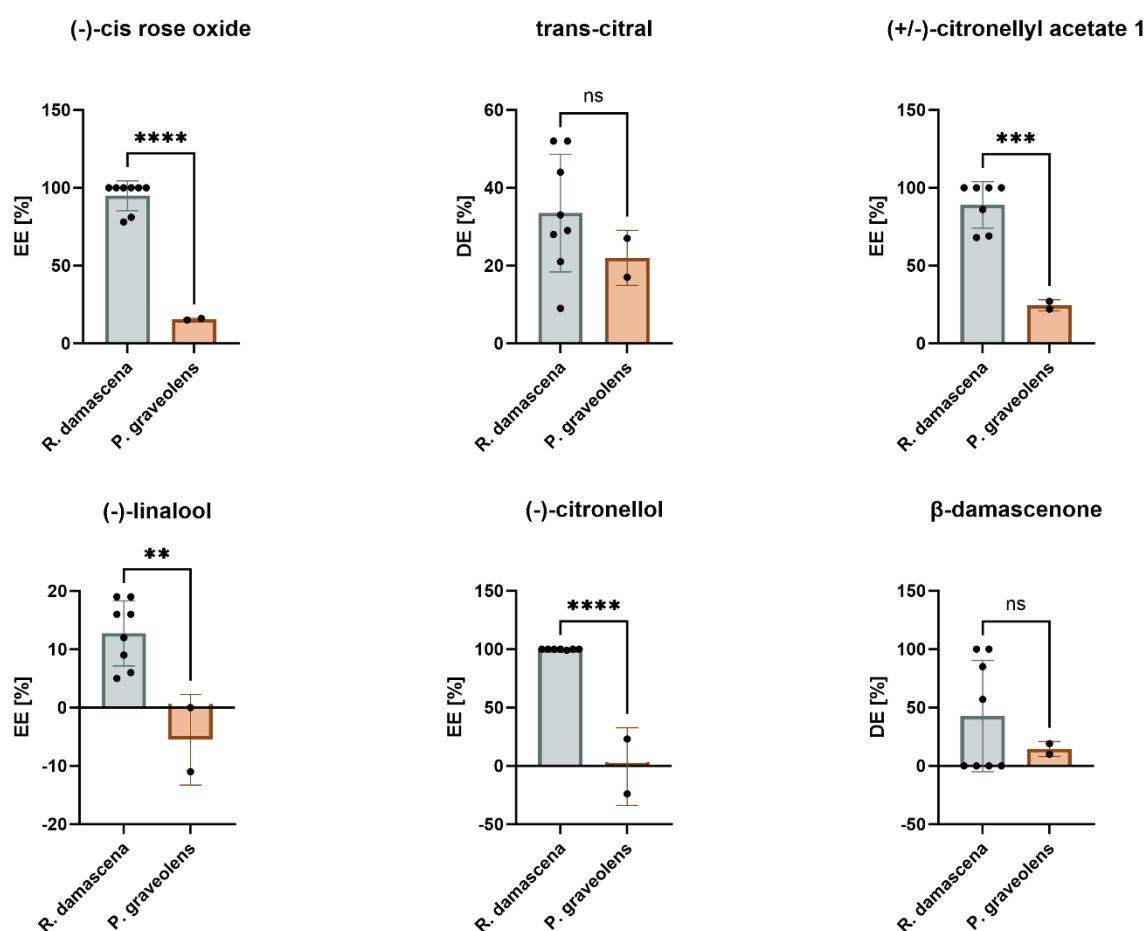 (-)-cis rose oxide
150
100
50
0
EE [%]
****
R. damascena
P. graveolens
trans-citral
60
40
20
0
DE [%]
ns
R. damascena
P. graveolens
(+/-)-citronellyl acetate 1
150
100
50
0
EE [%]
***
R. damascena
P. graveolens
(-)-linalool
20
10
0
-10
-20
EE [%]
**
R. damascena
P. graveolens
(-)-citronellol
150
100
50
0
-50
EE [%]
****
R. damascena
P. graveolens
β-damascenone
150
100
50
0
-50
DE [%]
ns
R. damascena
P. graveolens